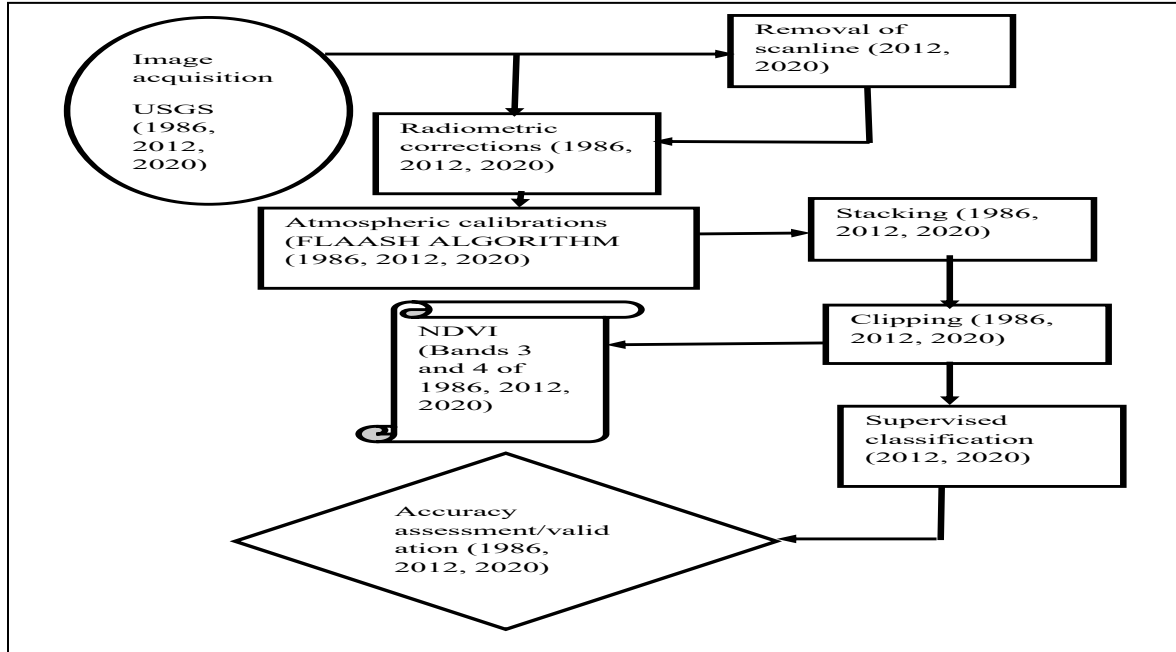 Image
acquisition
USGS
(1986,
2012,
2020)
Removal of
scanline (2012,
2020)
Radiometric
corrections (1986,
2012, 2020)
Atmospheric calibrations
(FLAASH ALGORITHM
(1986, 2012, 2020)
Stacking (1986,
2012, 2020)
Clipping (1986,
2012, 2020)
NDVI
(Bands 3
and 4 of
1986, 2012,
2020)
Supervised
classification
(2012, 2020)
Accuracy
assessment/valid
ation (1986,
2012, 2020)